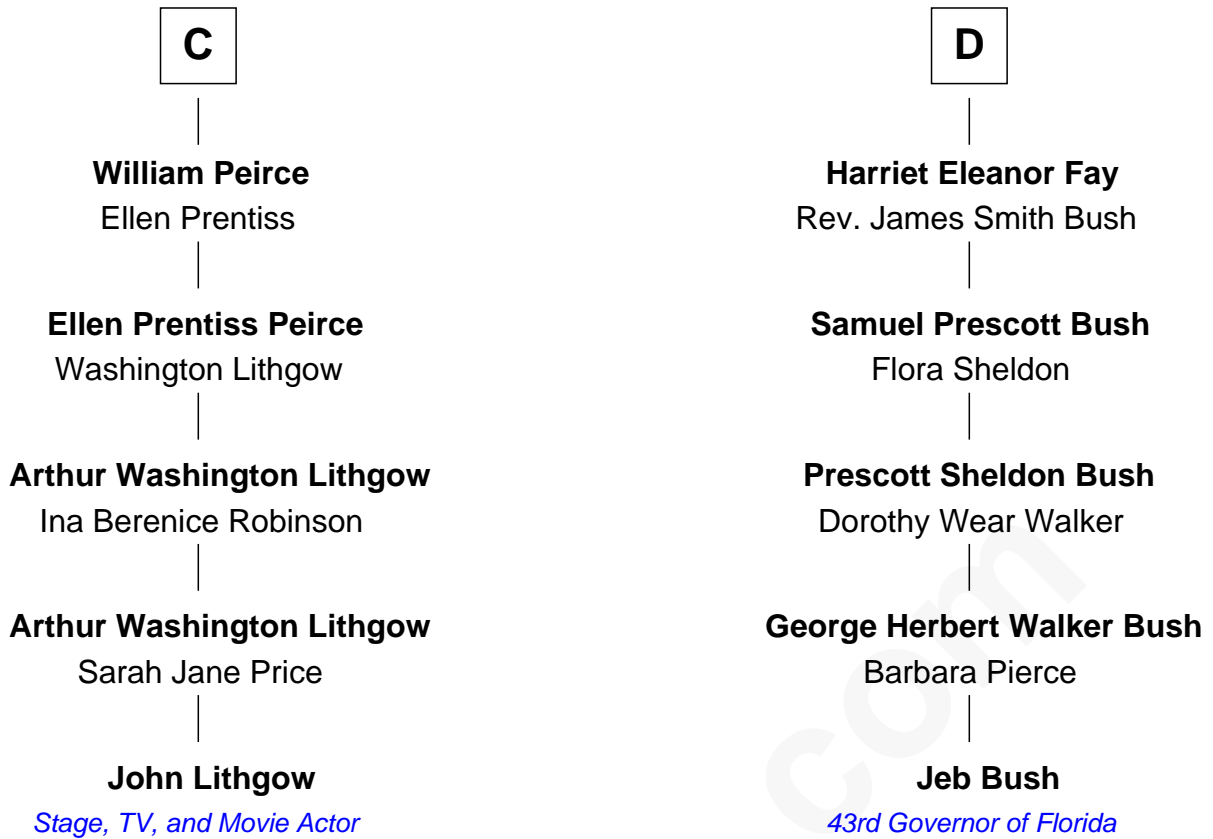 C
William Peirce
Ellen Prentiss
Ellen Prentiss Peirce
Washington Lithgow
Arthur Washington Lithgow
Ina Berenice Robinson
Arthur Washington Lithgow
Sarah Jane Price
John Lithgow
Stage, TV, and Movie Actor
D
Harriet Eleanor Fay
Rev. James Smith Bush
Samuel Prescott Bush
Flora Sheldon
Prescott Sheldon Bush
Dorothy Wear Walker
George Herbert Walker Bush
Barbara Pierce
Jeb Bush
43rd Governor of Florida
com